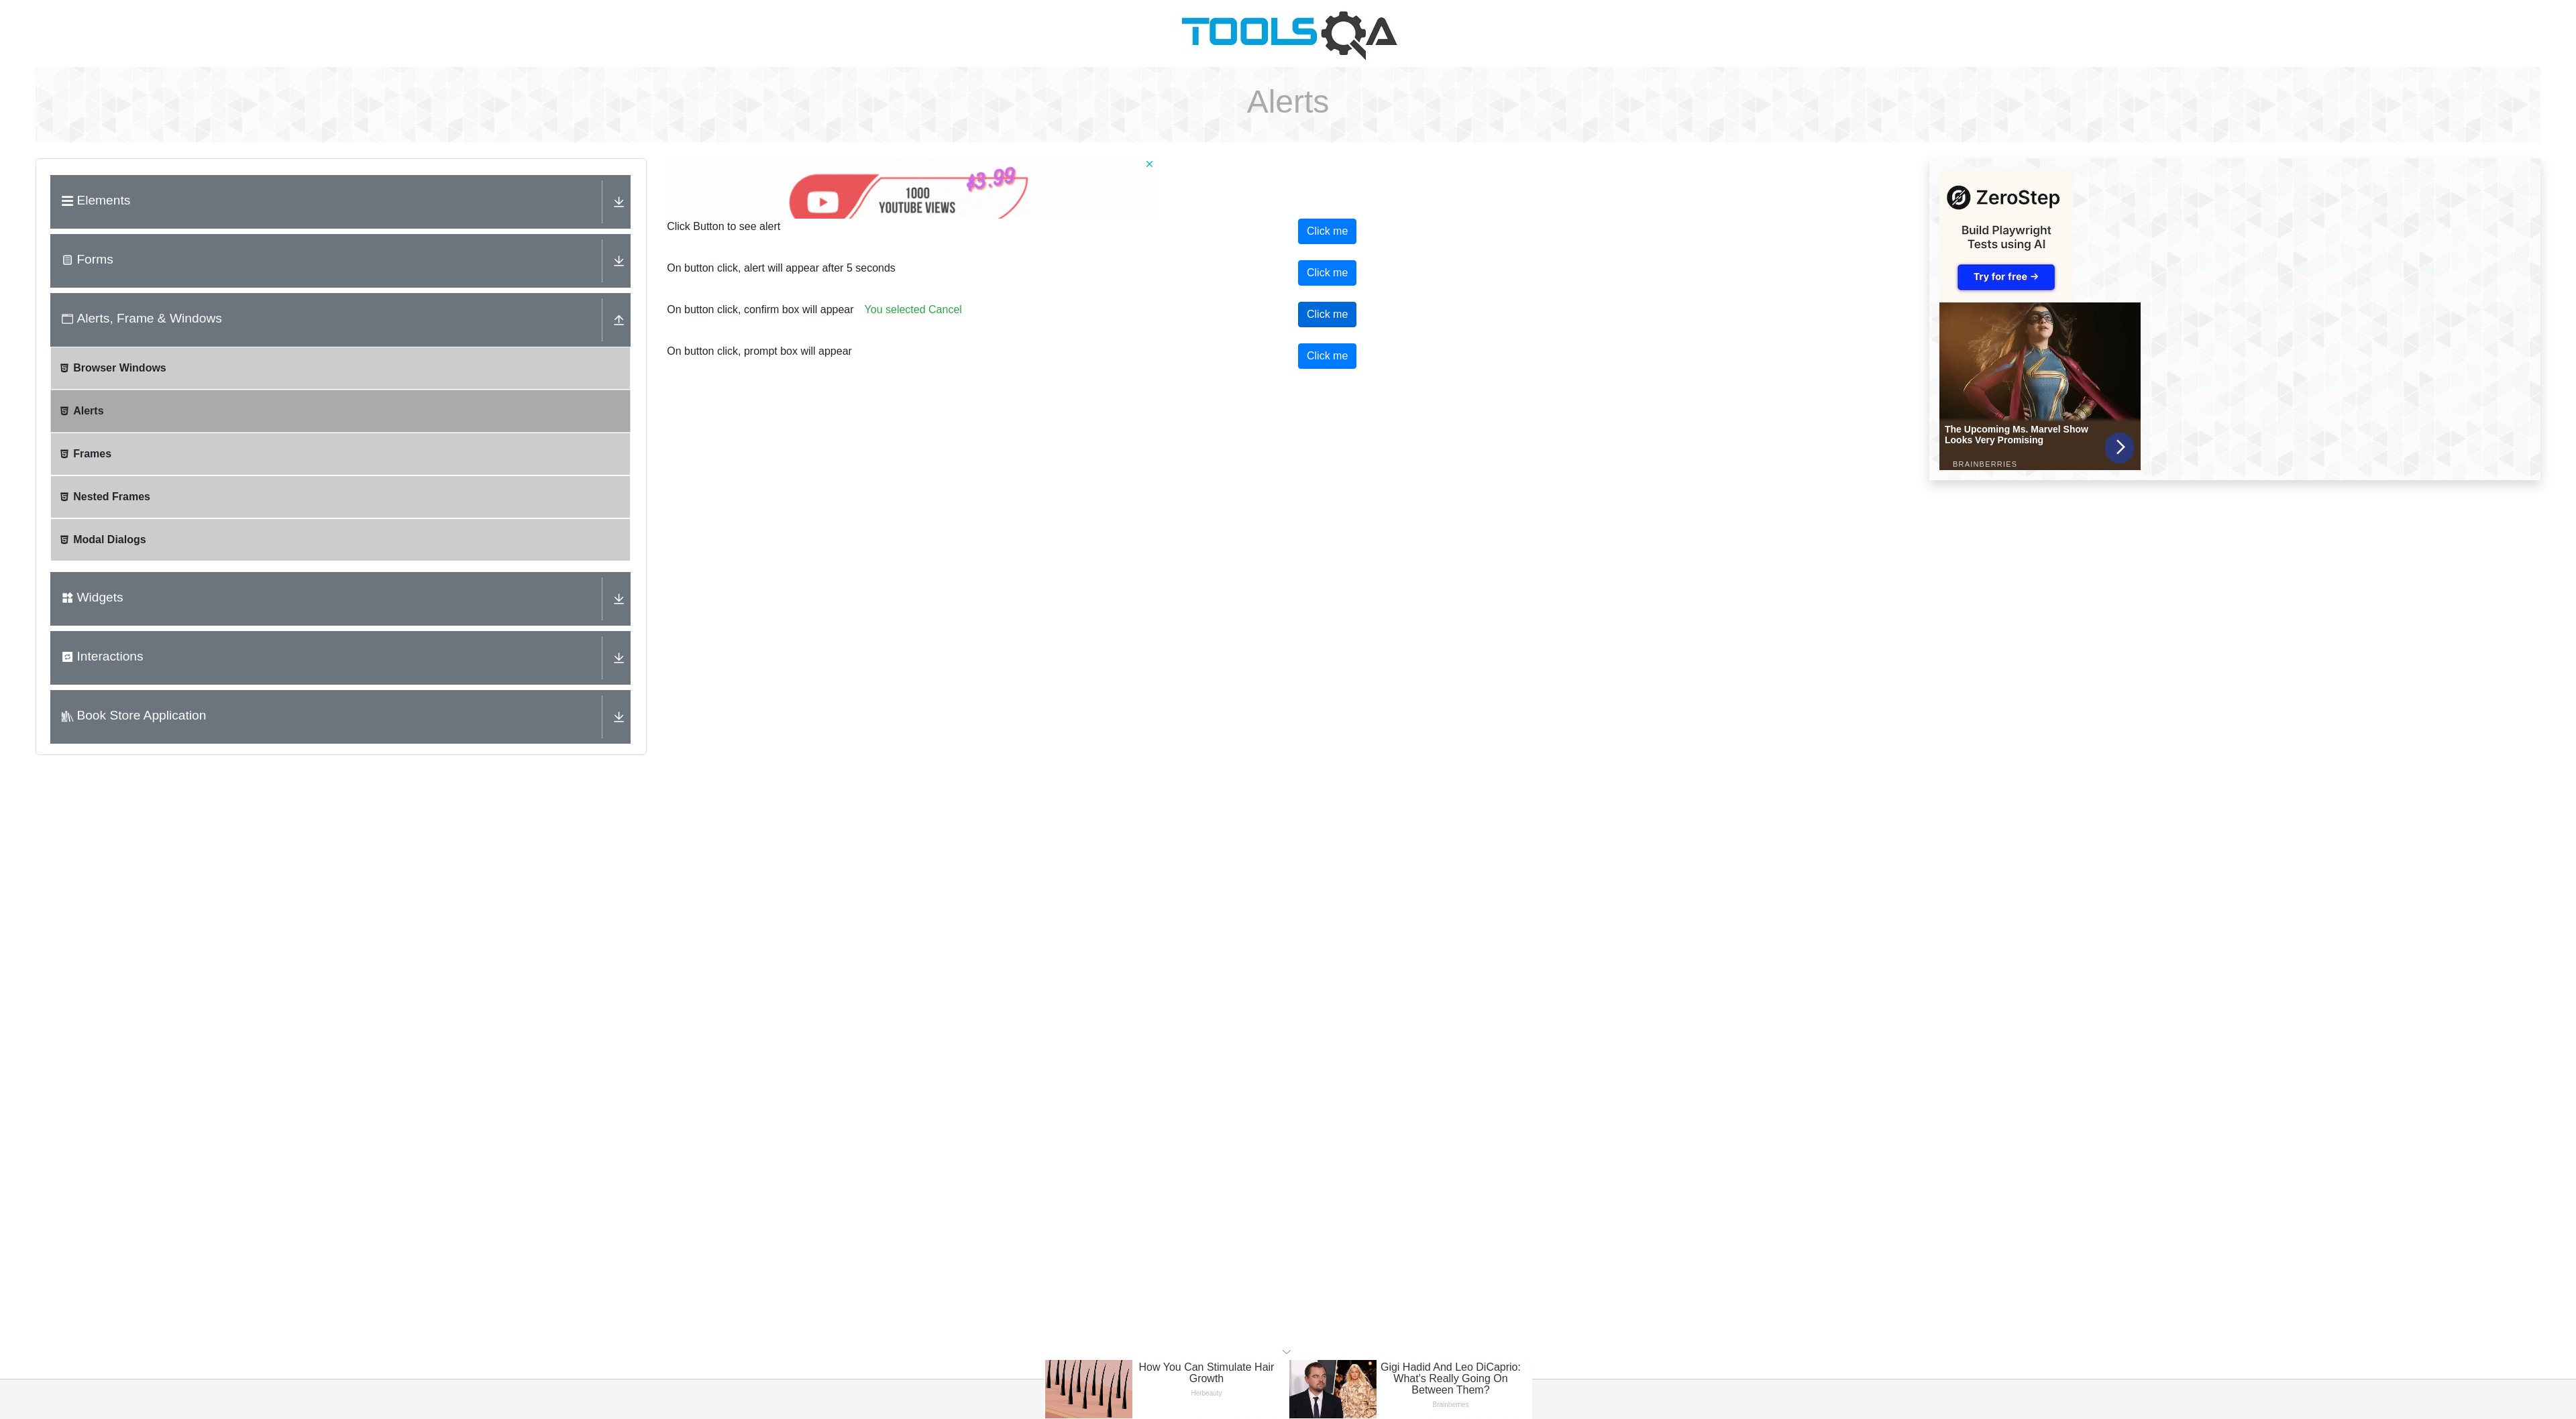 TOOLSQA
Alerts
Elements
Forms
Alerts, Frame & Windows
Browser Windows
Alerts
Frames
Nested Frames
Modal Dialogs
Widgets
Interactions
Book Store Application
1000
YOUTUBE VIEWS
$3.99
Click Button to see alert
Click me
On button click, alert will appear after 5 seconds
Click me
On button click, confirm box will appear You selected Cancel
Click me
On button click, prompt box will appear
Click me
ZeroStep
Build Playwright
Tests using AI
Try for free →
The Upcoming Ms. Marvel Show
Looks Very Promising
BRAINBERRIES
How You Can Stimulate Hair
Growth
Herbeauty
Gigi Hadid And Leo DiCaprio:
What's Really Going On
Between Them?
Brainberries